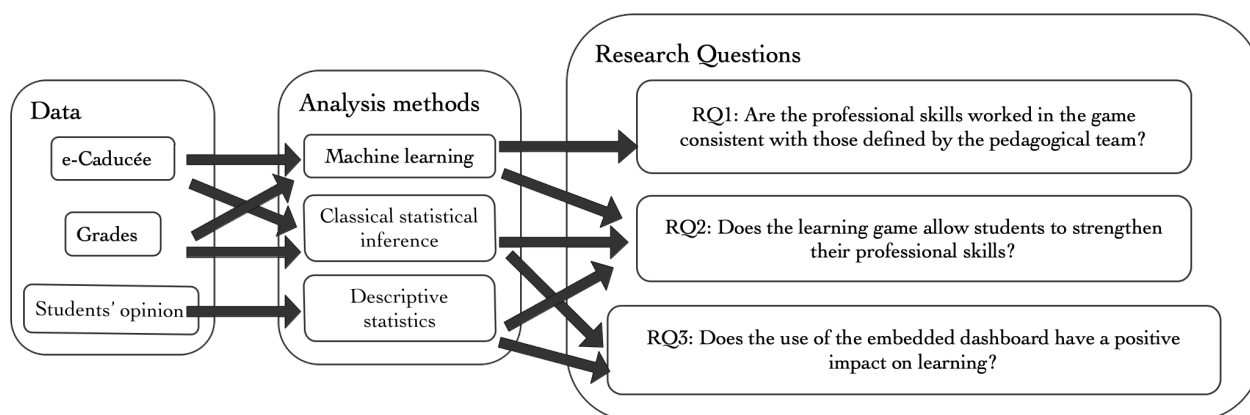 Data
e-Caducée
Grades
Students' opinion
Analysis methods
Machine learning
Classical statistical
inference
Descriptive
statistics
Research Questions
RQ1: Are the professional skills worked in the game
consistent with those defined by the pedagogical team?
RQ2: Does the learning game allow students to strengthen
their professional skills?
RQ3: Does the use of the embedded dashboard have a positive
impact on learning?